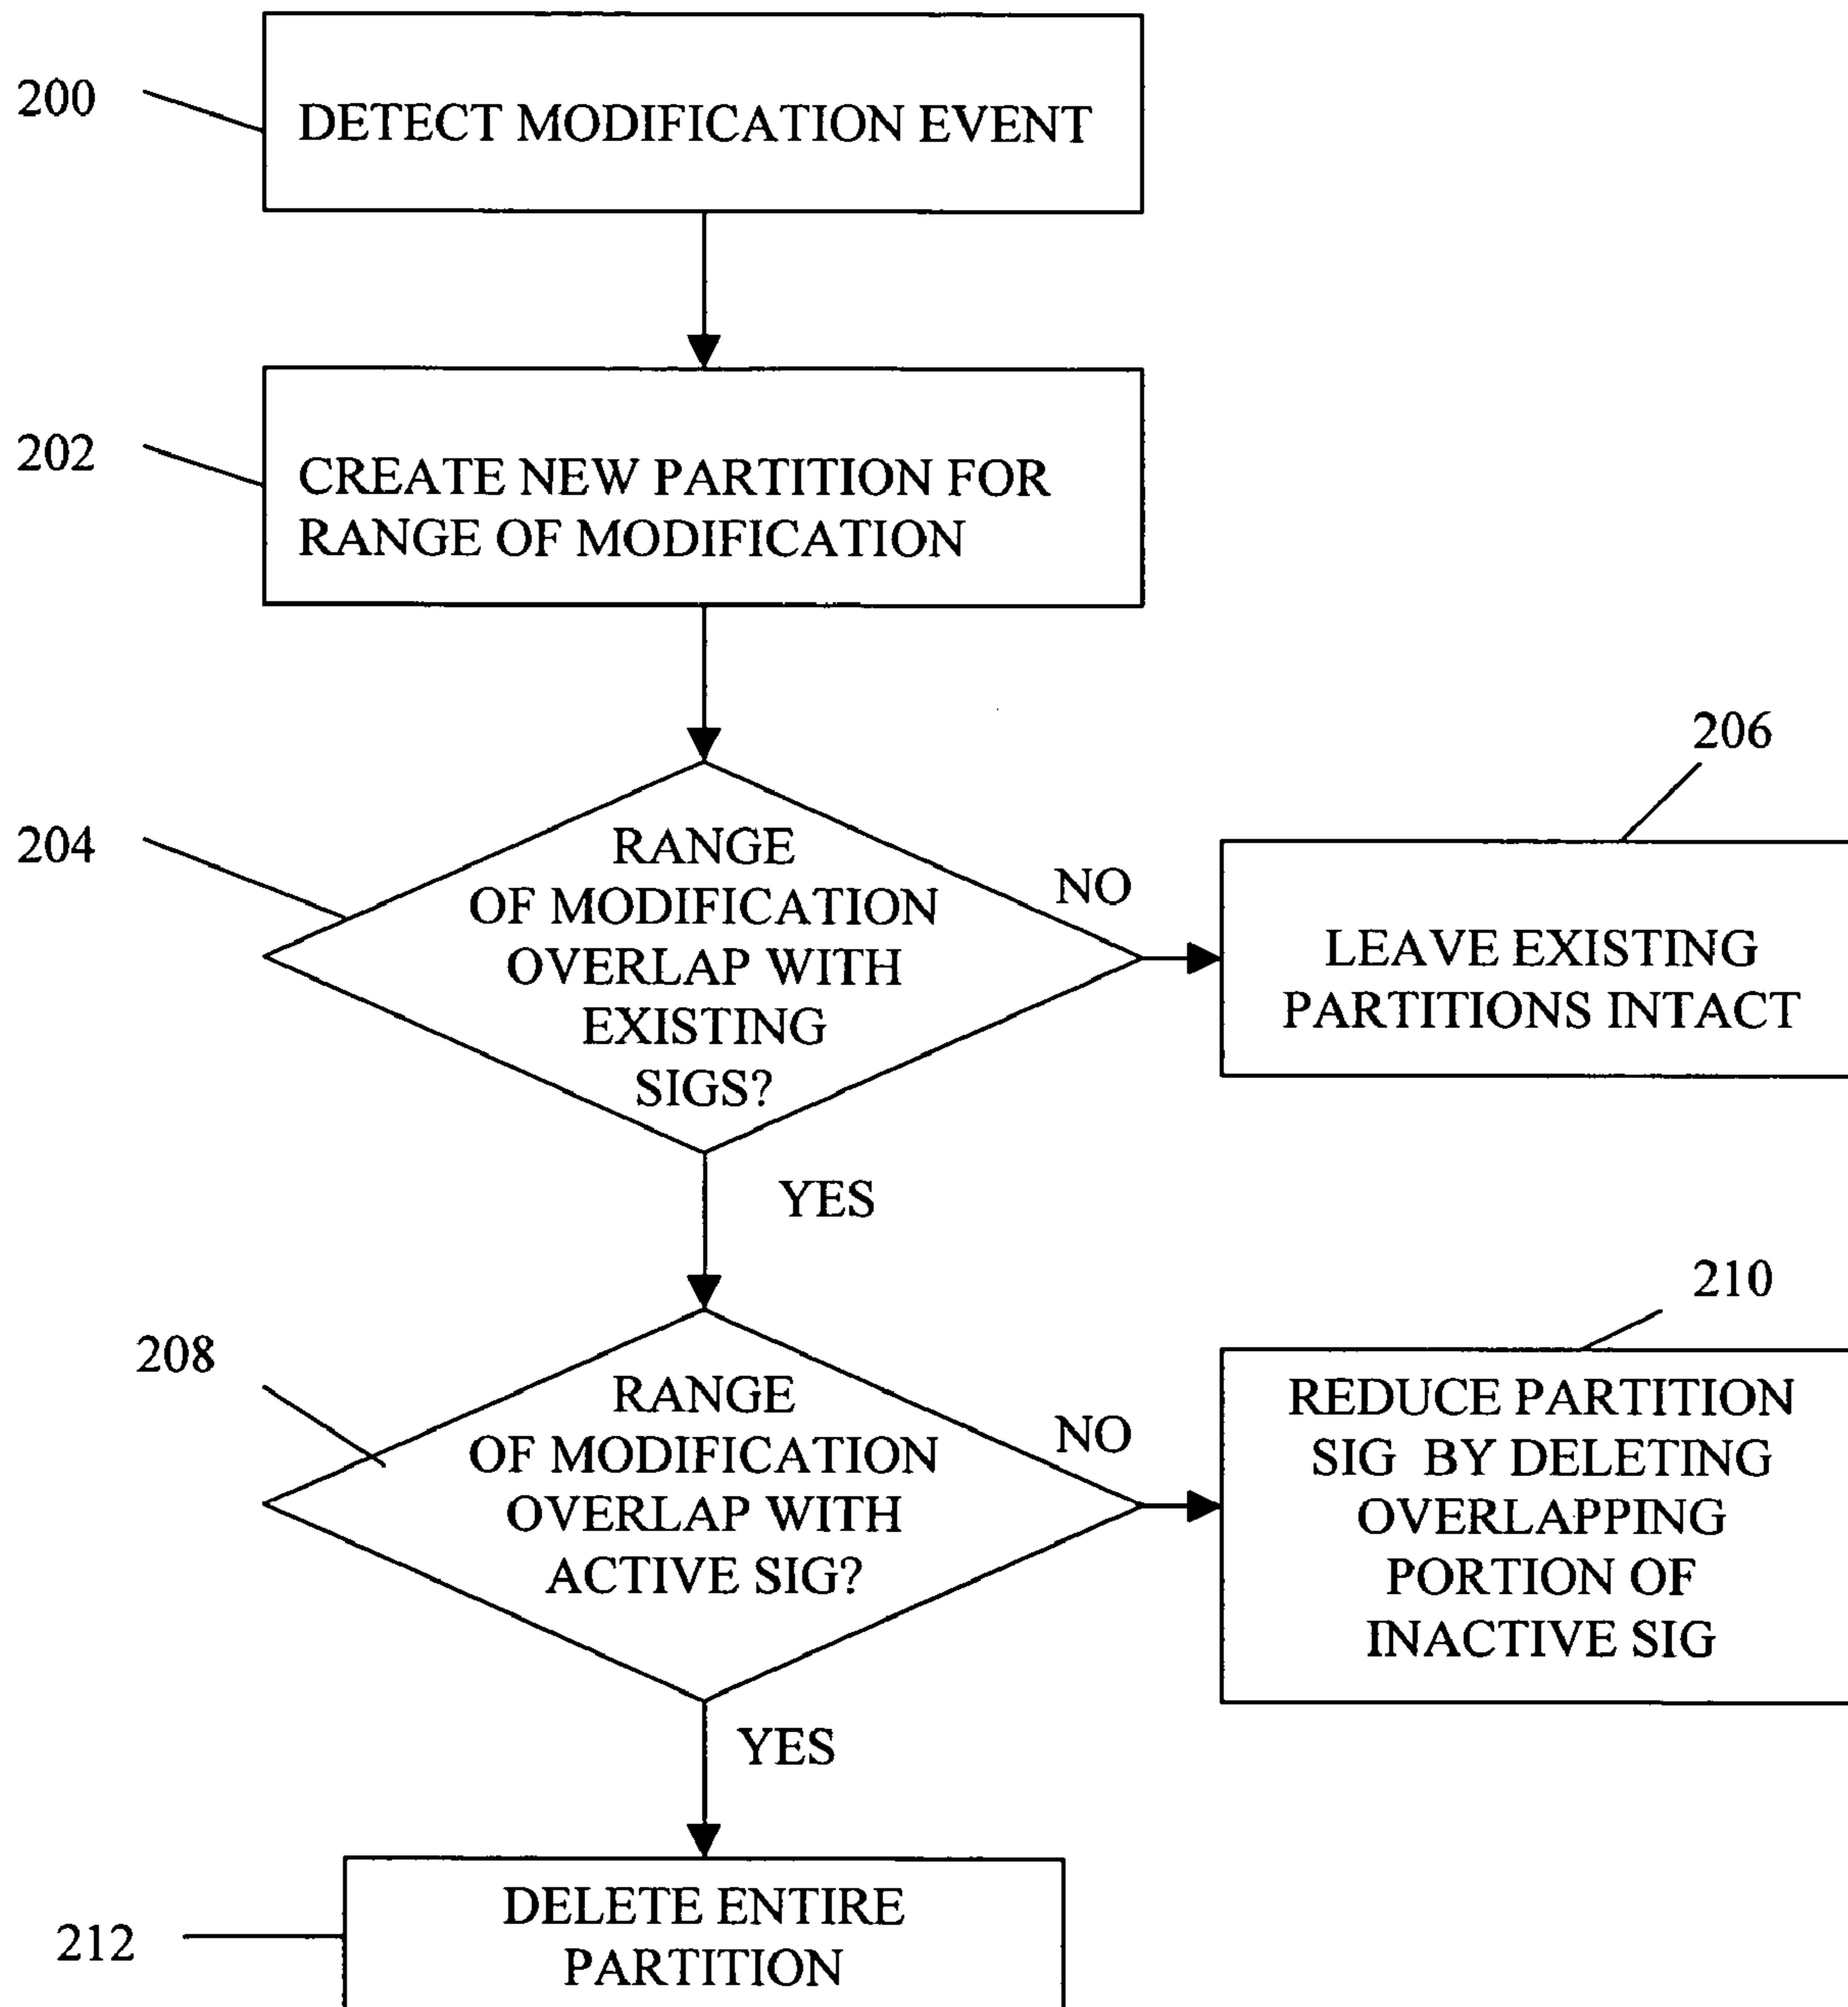 200
DETECT MODIFICATION EVENT
202
CREATE NEW PARTITION FOR
RANGE OF MODIFICATION
204
RANGE
OF MODIFICATION
OVERLAP WITH
EXISTING
SIGS?
NO
206
LEAVE EXISTING
PARTITIONS INTACT
YES
208
RANGE
OF MODIFICATION
OVERLAP WITH
ACTIVE SIG?
NO
210
REDUCE PARTITION
SIG BY DELETING
OVERLAPPING
PORTION OF
INACTIVE SIG
YES
212
DELETE ENTIRE
PARTITION